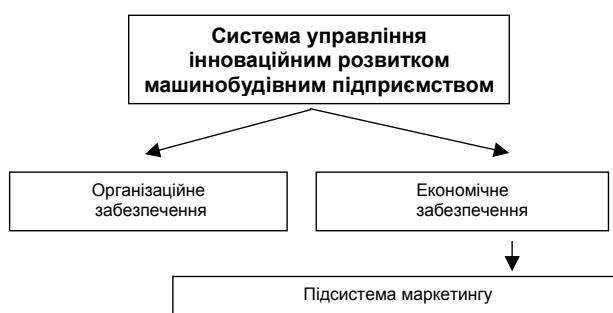 Система управління
інноваційним розвитком
машинобудівним підприємством
Організаційне
забезпечення
Економічне
забезпечення
Підсистема маркетингу